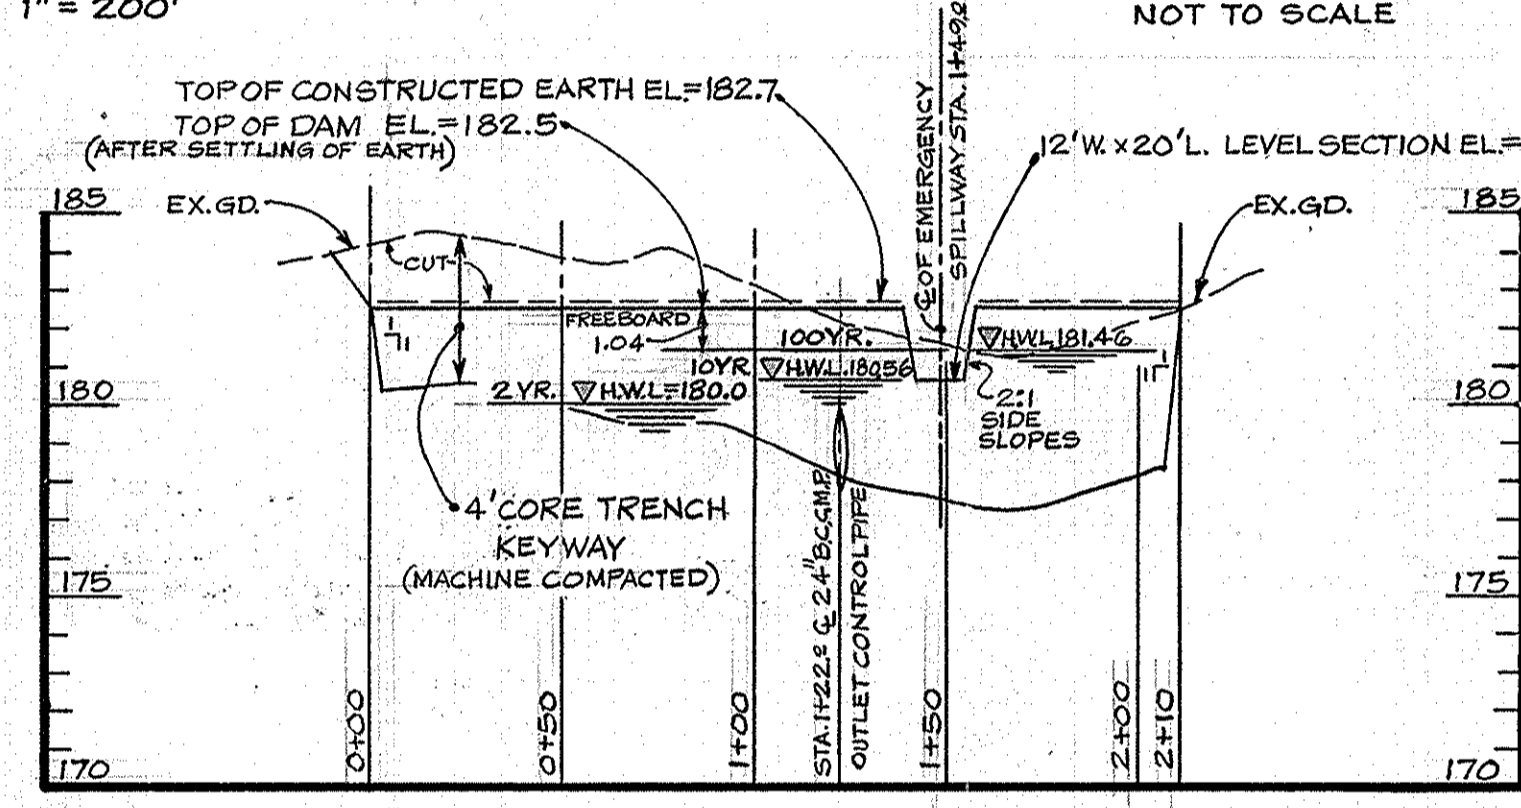 1" = 200'
NOT TO SCALE
TOP OF CONSTRUCTED EARTH EL.=182.7
TOP OF DAM EL.=182.5
(AFTER SETTLING OF EARTH)
℄ OF EMERGENCY
SPILLWAY STA. 1+49.2
12'W. x 20'L. LEVEL SECTION EL.=
185
EX.GD.
EX.GD.
185
CUT
1
1
FREEBOARD
1.04
100YR.
H.W.L. 181.46
1
1
10YR. H.W.L. 180.56
2 YR. H.W.L.=180.0
180
180
2:1
SIDE
SLOPES
4' CORE TRENCH
KEYWAY
(MACHINE COMPACTED)
175
175
STA. 1+22.2 ℄ 24" B.C.C.M.P.
OUTLET CONTROL PIPE
0+00
0+50
1+00
1+50
2+00
2+10
170
170